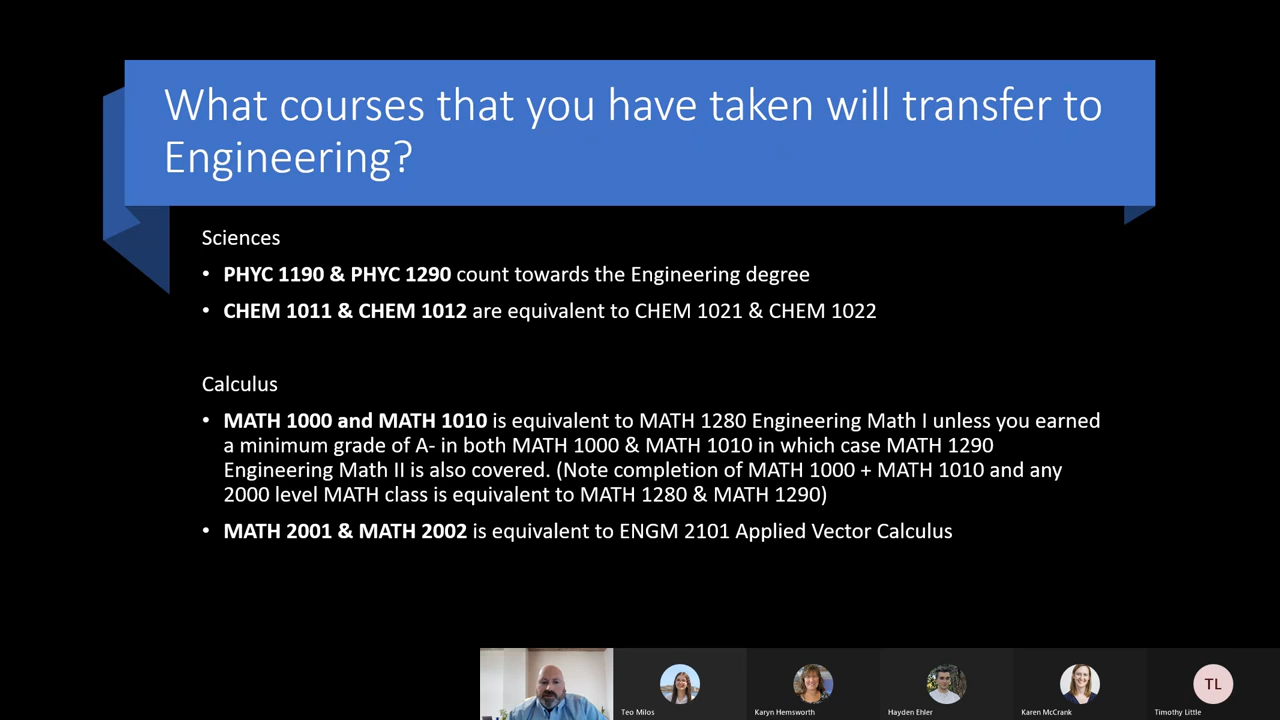 What courses that you have taken will transfer to
Engineering?
Sciences
• PHYC 1190 & PHYC 1290 count towards the Engineering degree
• CHEM 1011 & CHEM 1012 are equivalent to CHEM 1021 & CHEM 1022
Calculus
• MATH 1000 and MATH 1010 is equivalent to MATH 1280 Engineering Math I unless you earned
a minimum grade of A- in both MATH 1000 & MATH 1010 in which case MATH 1290
Engineering Math II is also covered. (Note completion of MATH 1000 + MATH 1010 and any
2000 level MATH class is equivalent to MATH 1280 & MATH 1290)
• MATH 2001 & MATH 2002 is equivalent to ENGM 2101 Applied Vector Calculus
TL
Teo Milos
Karyn Hemsworth
Hayden Ehler
Karen McCrank
Timothy Little